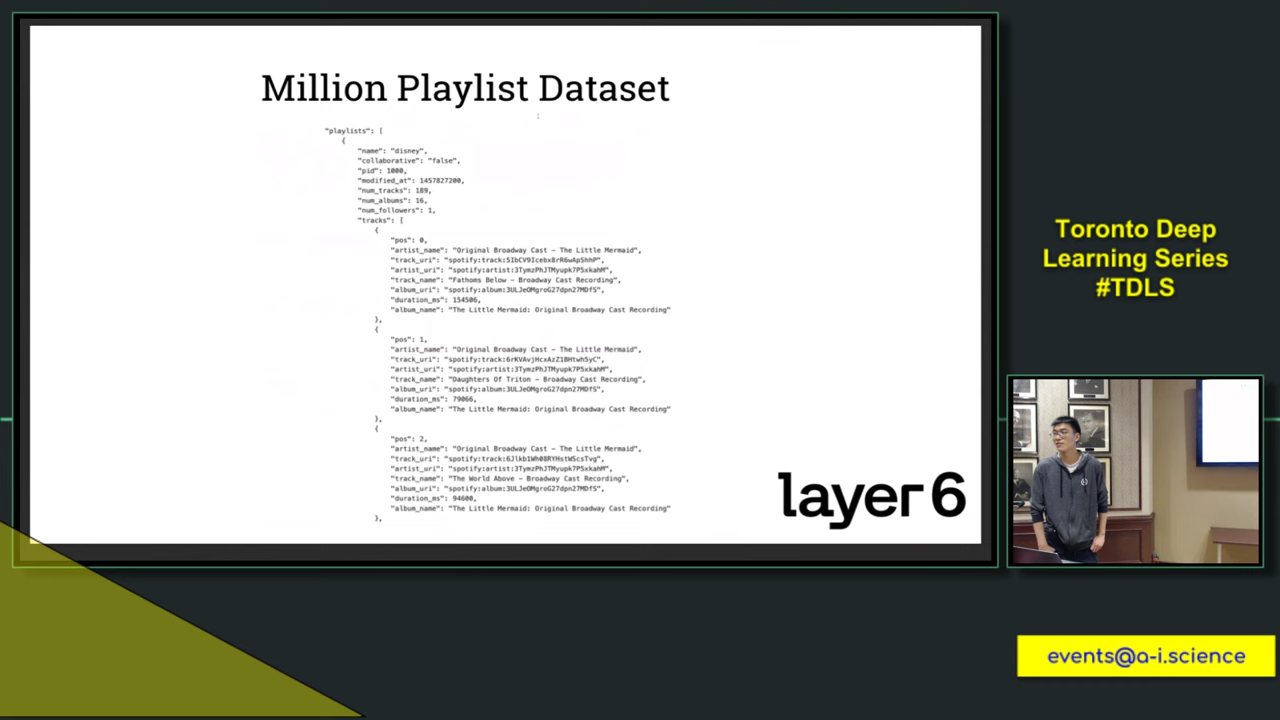 Million Playlist Dataset
"playlists": [
{
"name": "disney",
"collaborative": "false",
"pid": 1000,
"modified_at": 1457827200,
"num_tracks": 189,
"num_albums": 16,
"num_followers": 1,
"tracks": [
{
"pos": 0,
"artist_name": "Original Broadway Cast – The Little Mermaid",
"track_uri": "spotify:track:5IbCV9Icebx8rR6wAp5hhP",
"artist_uri": "spotify:artist:3TymzPhJTMyupk7P5xkahM",
"track_name": "Fathoms Below – Broadway Cast Recording",
"album_uri": "spotify:album:3ULJeOMgroG27dpn27MDfS",
"duration_ms": 154506,
"album_name": "The Little Mermaid: Original Broadway Cast Recording"
},
{
"pos": 1,
"artist_name": "Original Broadway Cast – The Little Mermaid",
"track_uri": "spotify:track:6rKVAvjHcxAzZ1BHtwh5yC",
"artist_uri": "spotify:artist:3TymzPhJTMyupk7P5xkahM",
"track_name": "Daughters Of Triton – Broadway Cast Recording",
"album_uri": "spotify:album:3ULJeOMgroG27dpn27MDfS",
"duration_ms": 79066,
"album_name": "The Little Mermaid: Original Broadway Cast Recording"
},
{
"pos": 2,
"artist_name": "Original Broadway Cast – The Little Mermaid",
"track_uri": "spotify:track:6Jlkb1Wh08RYHstWScsTvg",
"artist_uri": "spotify:artist:3TymzPhJTMyupk7P5xkahM",
"track_name": "The World Above – Broadway Cast Recording",
"album_uri": "spotify:album:3ULJeOMgroG27dpn27MDfS",
"duration_ms": 94600,
"album_name": "The Little Mermaid: Original Broadway Cast Recording"
},
layer 6
Toronto Deep
Learning Series
#TDLS
events@a-i.science